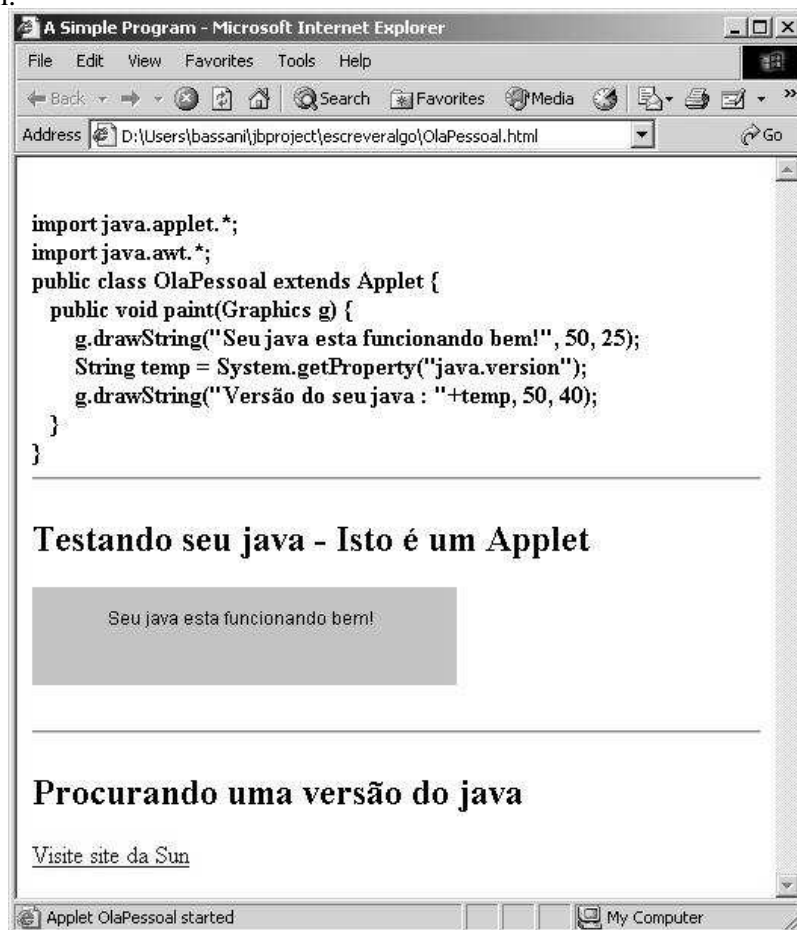 A Simple Program - Microsoft Internet Explorer
File Edit View Favorites Tools Help
Back Search Favorites Media »
Address D:\Users\bassani\jbproject\escreveralgo\OlaPessoal.html Go
import java.applet.*;
import java.awt.*;
public class OlaPessoal extends Applet {
public void paint(Graphics g) {
g.drawString("Seu java esta funcionando bem!", 50, 25);
String temp = System.getProperty("java.version");
g.drawString("Versão do seu java : "+temp, 50, 40);
}
}
Testando seu java - Isto é um Applet
Seu java esta funcionando bem!
Procurando uma versão do java
Visite site da Sun
Applet OlaPessoal started My Computer